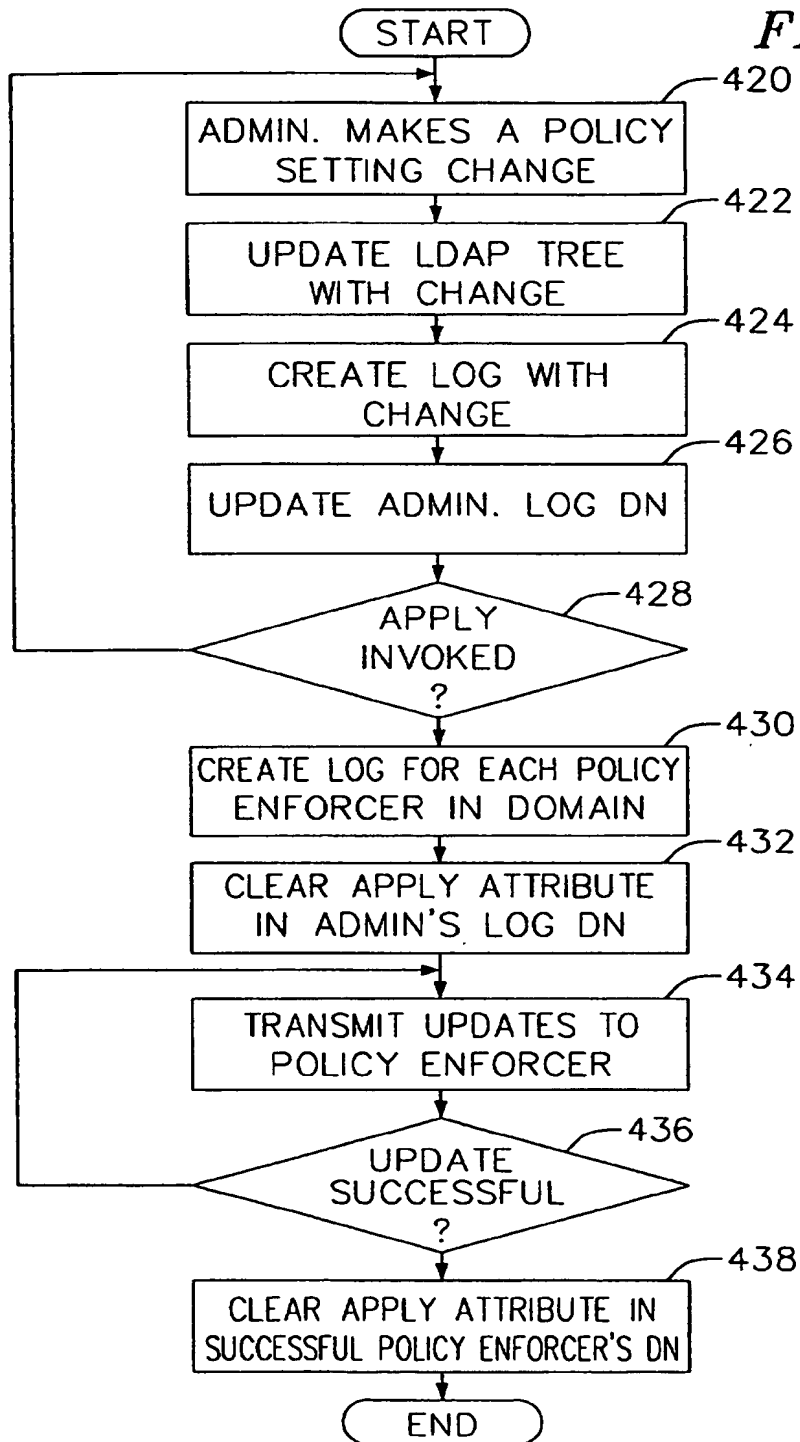 START
420
ADMIN. MAKES A POLICY
SETTING CHANGE
422
UPDATE LDAP TREE
WITH CHANGE
424
CREATE LOG WITH
CHANGE
426
UPDATE ADMIN. LOG DN
428
APPLY
INVOKED
?
430
CREATE LOG FOR EACH POLICY
ENFORCER IN DOMAIN
432
CLEAR APPLY ATTRIBUTE
IN ADMIN'S LOG DN
434
TRANSMIT UPDATES TO
POLICY ENFORCER
436
UPDATE
SUCCESSFUL
?
438
CLEAR APPLY ATTRIBUTE IN
SUCCESSFUL POLICY ENFORCER'S DN
END